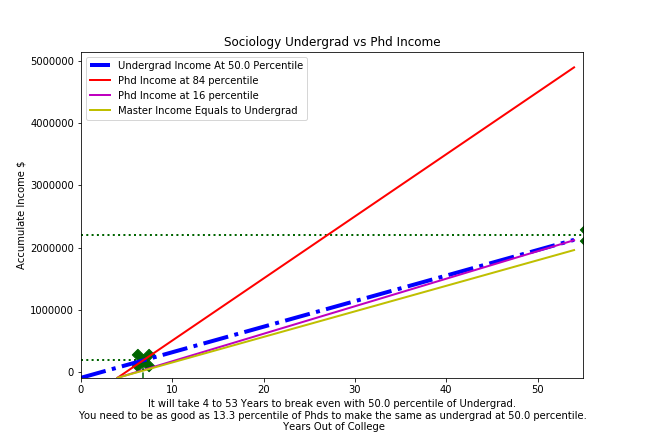 Sociology Undergrad vs Phd Income
Undergrad Income At 50.0 Percentile
Phd Income at 84 percentile
Phd Income at 16 percentile
Master Income Equals to Undergrad
5000000
4000000
3000000
2000000
1000000
0
Accumulate Income $
0 10 20 30 40 50
It will take 4 to 53 Years to break even with 50.0 percentile of Undergrad.
You need to be as good as 13.3 percentile of Phds to make the same as undergrad at 50.0 percentile.
Years Out of College